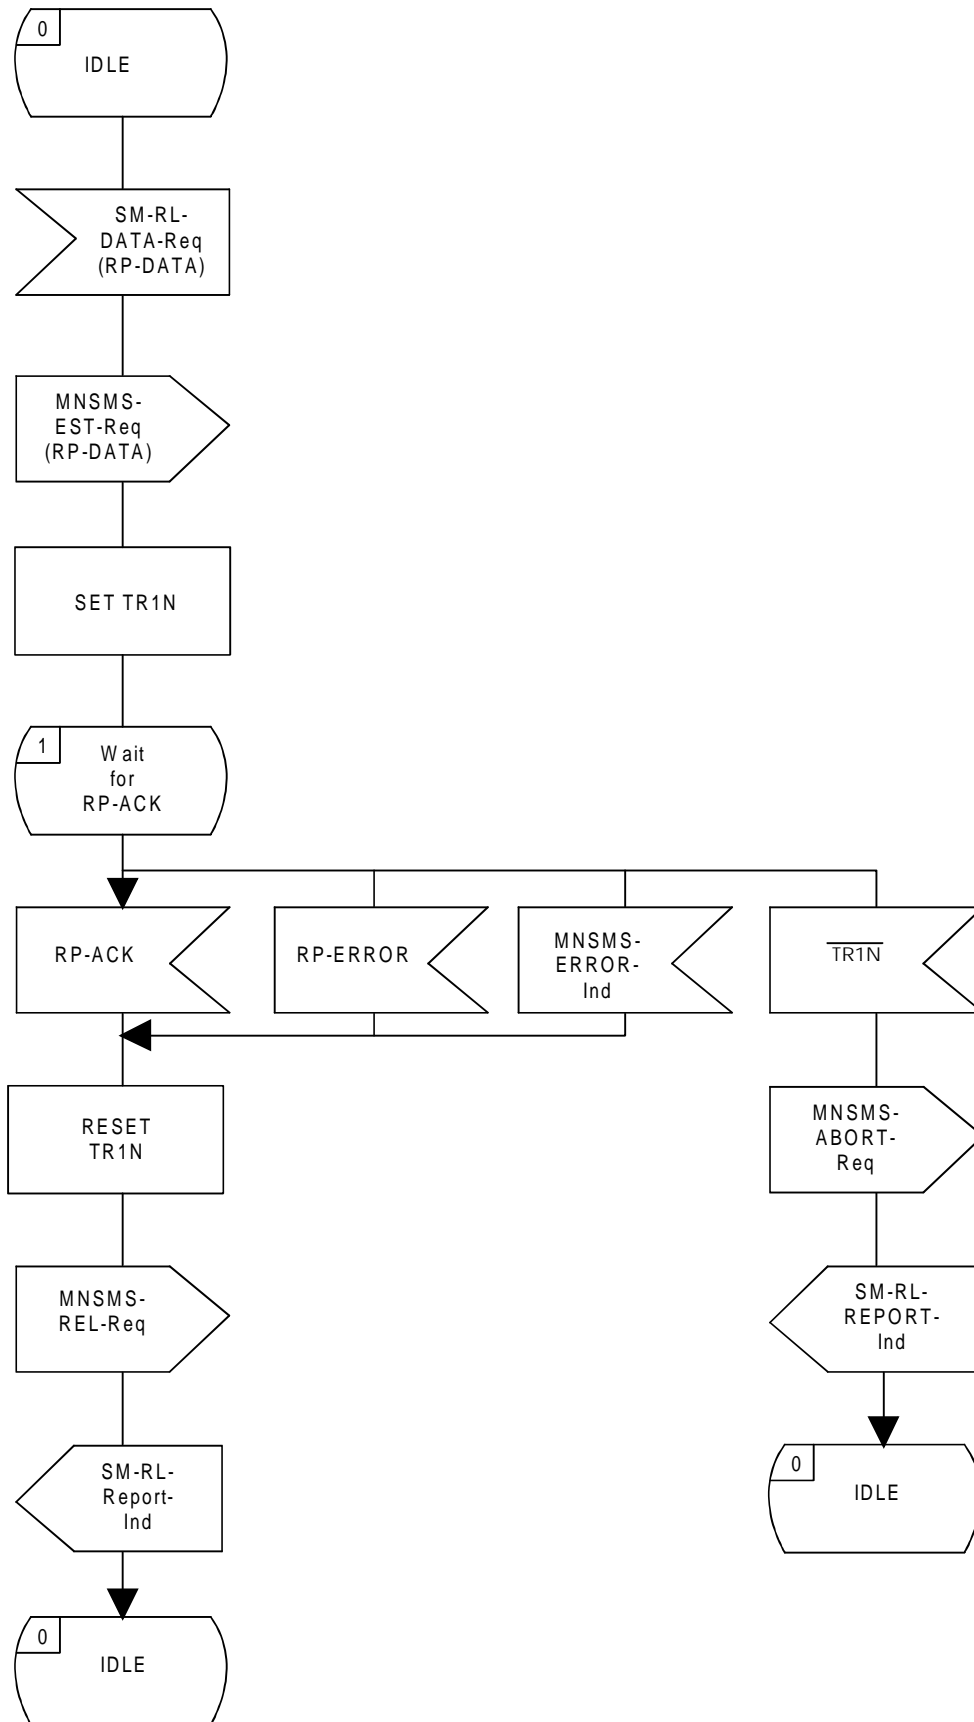 0
IDLE
SM-RL-
DATA-Req
(RP-DATA)
MNSMS-
EST-Req
(RP-DATA)
SET TR1N
1
Wait
for
RP-ACK
RP-ACK
RP-ERROR
MNSMS-
ERROR-
Ind
TR1N
RESET
TR1N
MNSMS-
ABORT-
Req
MNSMS-
REL-Req
SM-RL-
REPORT-
Ind
SM-RL-
Report-
Ind
0
IDLE
0
IDLE